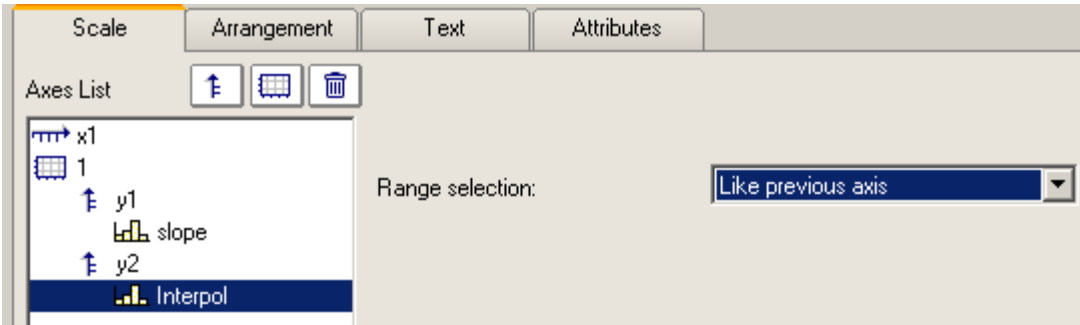 Scale Arrangement Text Attributes
Axes List
x1
1
y1
slope
y2
Interpol
Range selection: Like previous axis